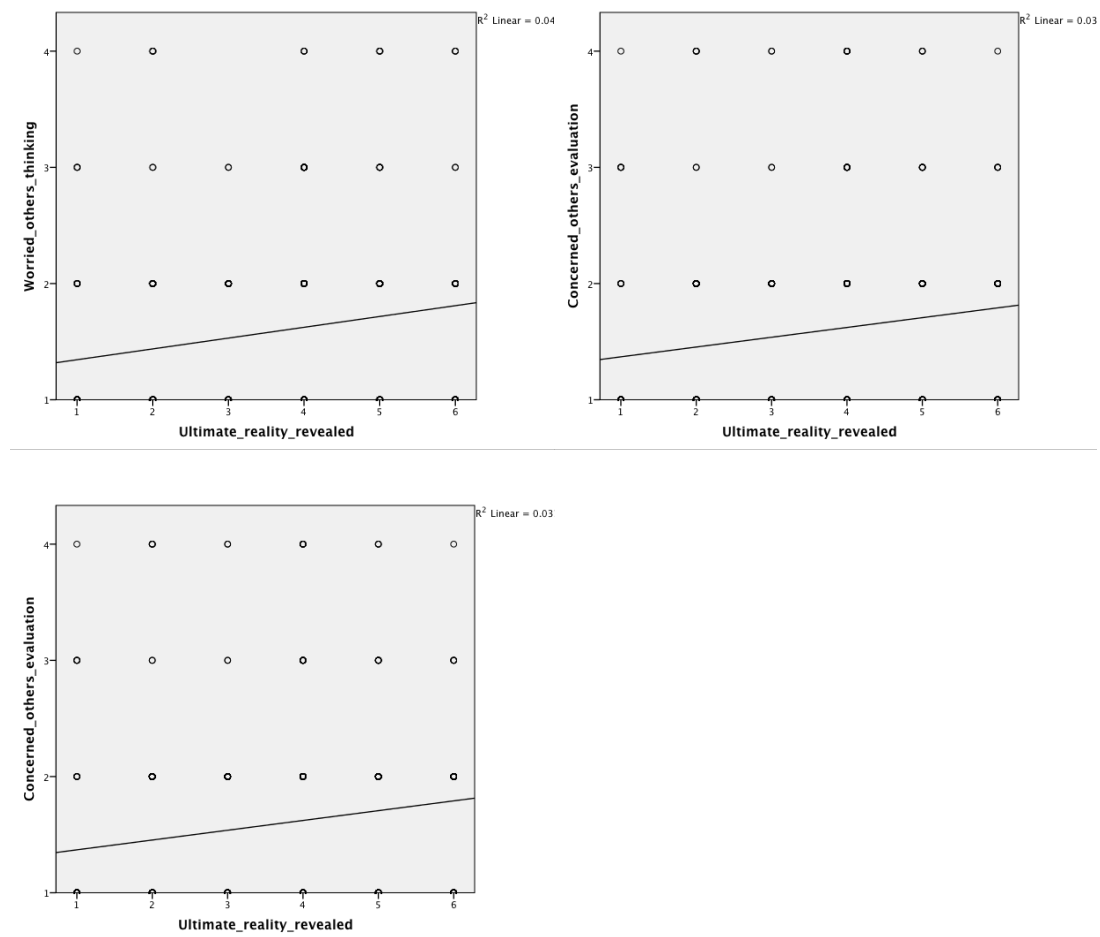 R² Linear = 0.04
4
3
2
1
Worried_others_thinking
1 2 3 4 5 6
Ultimate_reality_revealed
R² Linear = 0.03
4
3
2
1
Concerned_others_evaluation
1 2 3 4 5 6
Ultimate_reality_revealed
R² Linear = 0.03
4
3
2
1
Concerned_others_evaluation
1 2 3 4 5 6
Ultimate_reality_revealed